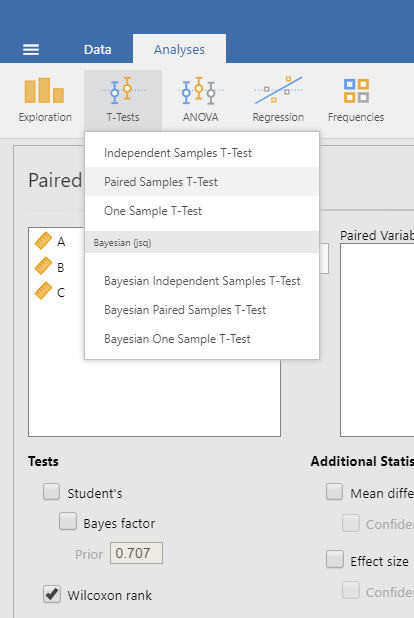 Data Analyses
Exploration T-Tests ANOVA Regression Frequencies
Independent Samples T-Test
Paired Samples T-Test
One Sample T-Test
Bayesian (jsq)
Bayesian Independent Samples T-Test
Bayesian Paired Samples T-Test
Bayesian One Sample T-Test
Paired
Paired Variab
A
B
C
Tests
Additional Statis
Student's
Mean diffe
Bayes factor
Confider
Prior 0.707
Effect size
Wilcoxon rank
Confider